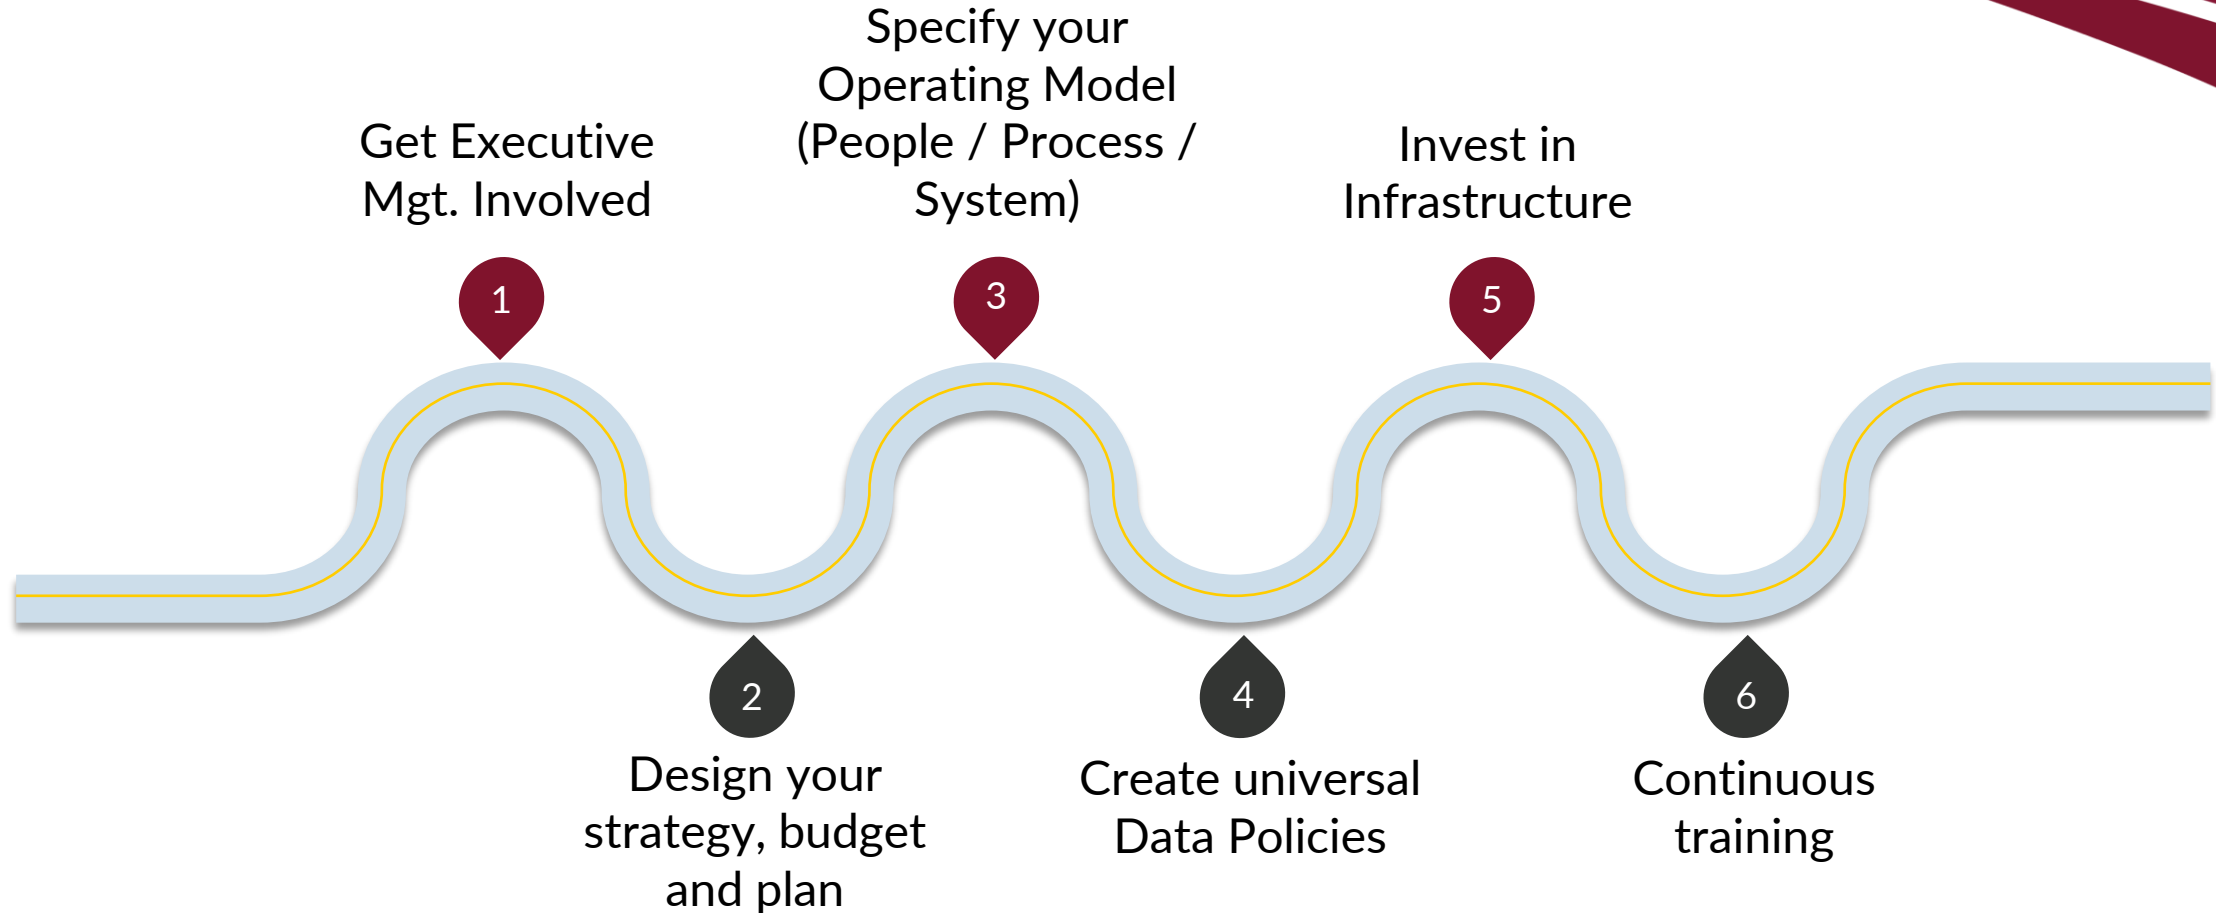 Get Executive
Mgt. Involved
1
2
Design your
strategy, budget
and plan
Specify your
Operating Model
(People / Process /
System)
3
4
Create universal
Data Policies
Invest in
Infrastructure
5
6
Continuous
training